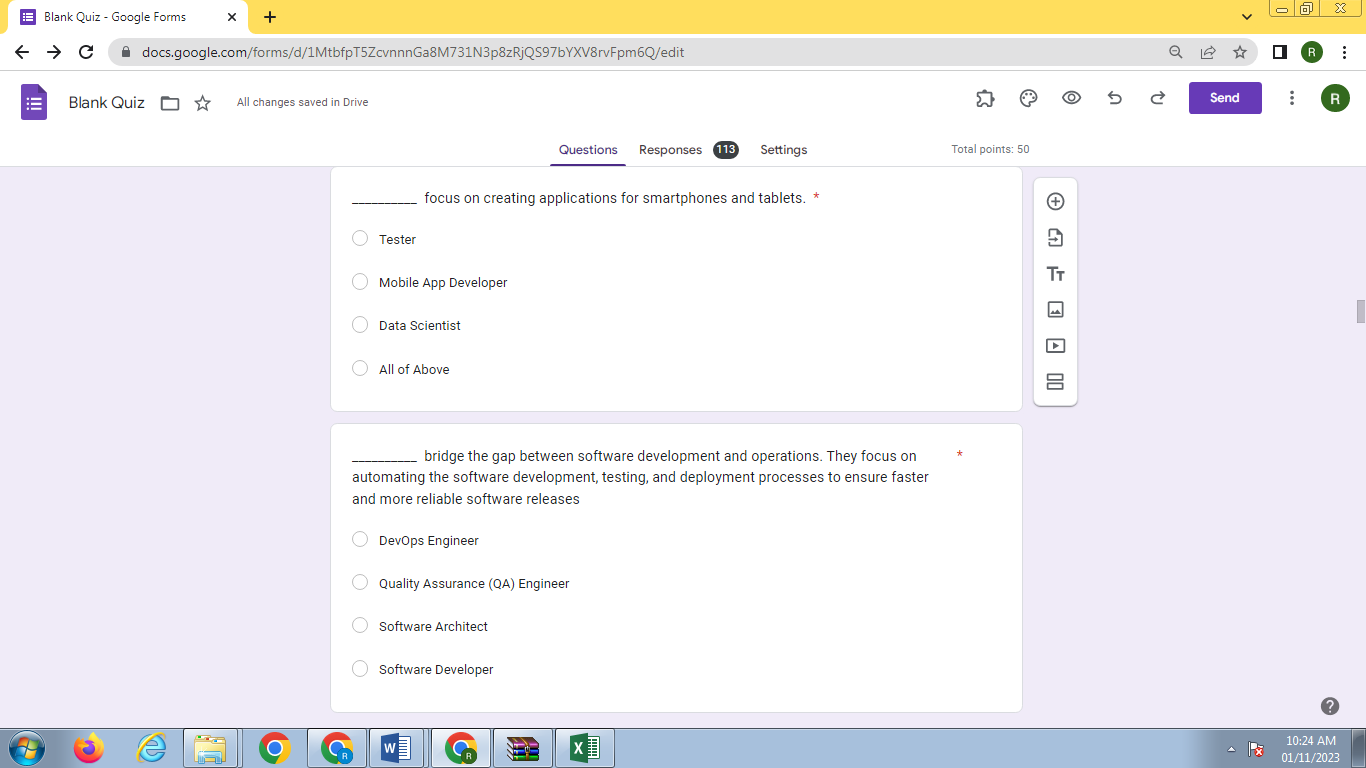 Blank Quiz - Google Forms
docs.google.com/forms/d/1MtbfpT5ZcvnnnGa8M731N3p8zRjQS97bYXV8rvFpm6Q/edit
R
Blank Quiz
All changes saved in Drive
Send
R
Questions
Responses 113
Settings
Total points: 50
__________ focus on creating applications for smartphones and tablets. *
Tester
Mobile App Developer
Data Scientist
All of Above
Tт
__________ bridge the gap between software development and operations. They focus on *
automating the software development, testing, and deployment processes to ensure faster
and more reliable software releases
DevOps Engineer
Quality Assurance (QA) Engineer
Software Architect
Software Developer
R
R
10:24 AM
01/11/2023